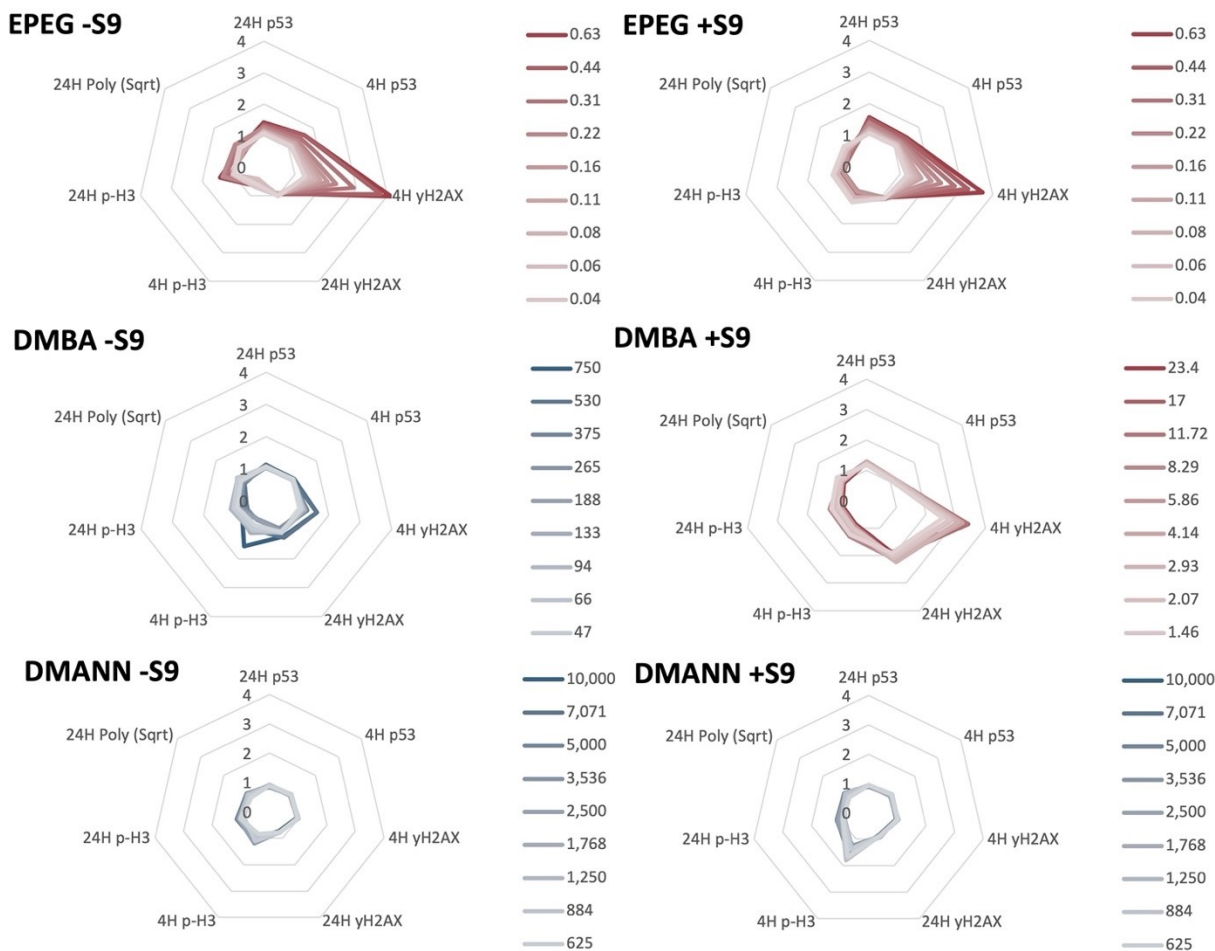 EPEG -S9
24H p53
4
3
2
1
0
4H p53
4H yH2AX
24H yH2AX
4H p-H3
24H p-H3
24H Poly (Sqrt)
0.63
0.44
0.31
0.22
0.16
0.11
0.08
0.06
0.04
EPEG +S9
24H p53
4
3
2
1
0
4H p53
4H yH2AX
24H yH2AX
4H p-H3
24H p-H3
24H Poly (Sqrt)
0.63
0.44
0.31
0.22
0.16
0.11
0.08
0.06
0.04
DMBA -S9
24H p53
4
3
2
1
0
4H p53
4H yH2AX
24H yH2AX
4H p-H3
24H p-H3
24H Poly (Sqrt)
750
530
375
265
188
133
94
66
47
DMBA +S9
24H p53
4
3
2
1
0
4H p53
4H yH2AX
24H yH2AX
4H p-H3
24H p-H3
24H Poly (Sqrt)
23.4
17
11.72
8.29
5.86
4.14
2.93
2.07
1.46
DMANN -S9
24H p53
4
3
2
1
0
4H p53
4H yH2AX
24H yH2AX
4H p-H3
24H p-H3
24H Poly (Sqrt)
10,000
7,071
5,000
3,536
2,500
1,768
1,250
884
625
DMANN +S9
24H p53
4
3
2
1
0
4H p53
4H yH2AX
24H yH2AX
4H p-H3
24H p-H3
24H Poly (Sqrt)
10,000
7,071
5,000
3,536
2,500
1,768
1,250
884
625